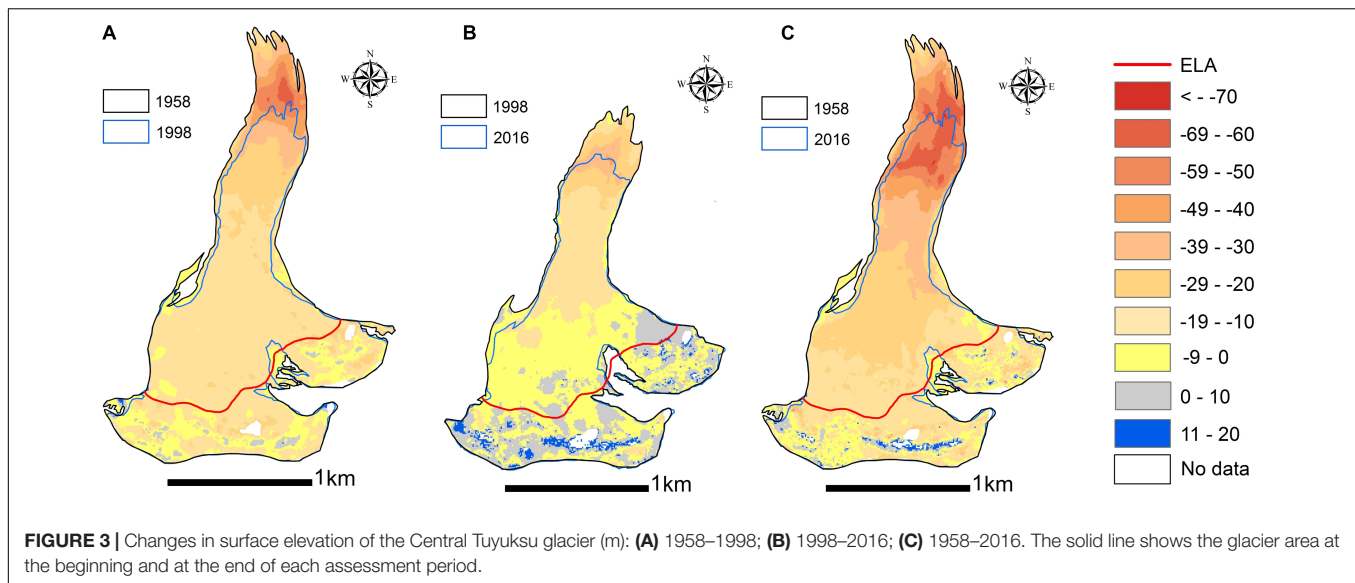 A
B
C
N
W E
S
N
W E
S
N
W E
S
1958
1998
1998
2016
1958
2016
ELA
< - -70
-69 - -60
-59 - -50
-49 - -40
-39 - -30
-29 - -20
-19 - -10
-9 - 0
0 - 10
11 - 20
No data
1km
1km
1km
FIGURE 3 | Changes in surface elevation of the Central Tuyuksu glacier (m): (A) 1958–1998; (B) 1998–2016; (C) 1958–2016. The solid line shows the glacier area at
the beginning and at the end of each assessment period.